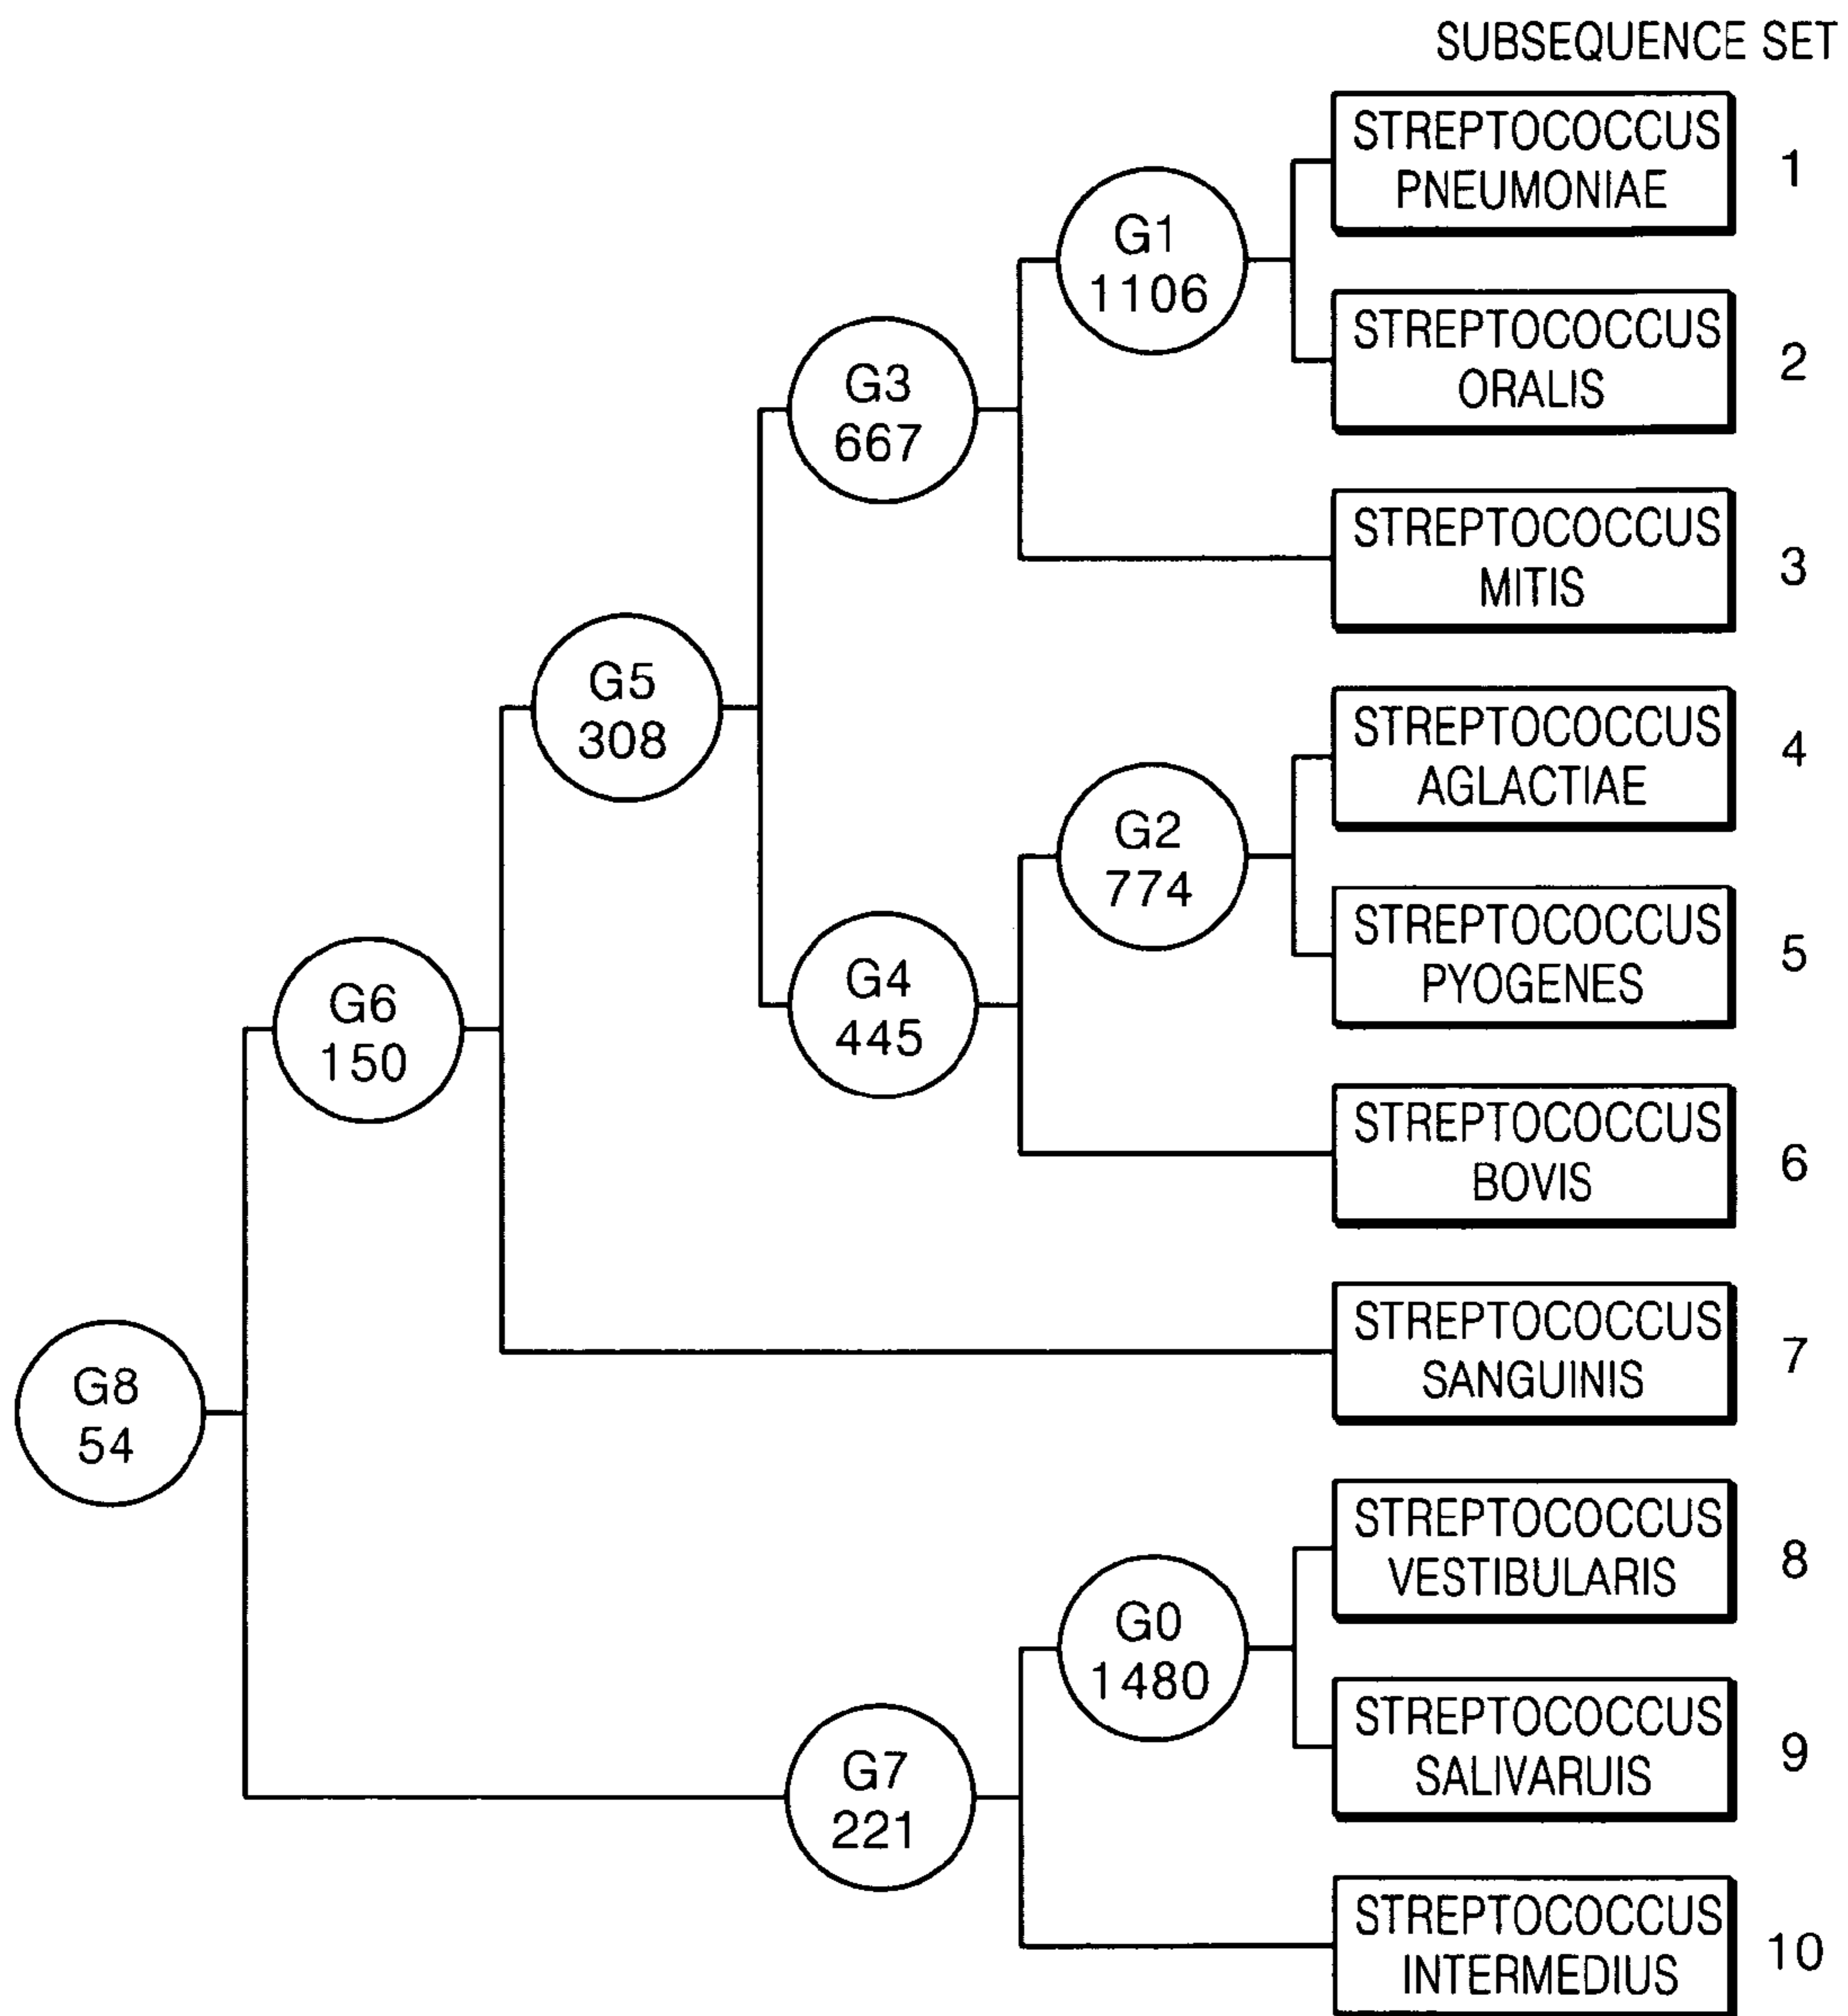 SUBSEQUENCE SET
STREPTOCOCCUS
PNEUMONIAE
1
G1
1106
STREPTOCOCCUS
ORALIS
2
G3
667
STREPTOCOCCUS
MITIS
3
G5
308
STREPTOCOCCUS
AGLACTIAE
4
G2
774
STREPTOCOCCUS
PYOGENES
5
G4
445
G6
150
STREPTOCOCCUS
BOVIS
6
STREPTOCOCCUS
SANGUINIS
7
G8
54
STREPTOCOCCUS
VESTIBULARIS
8
G0
1480
STREPTOCOCCUS
SALIVARUIS
9
G7
221
STREPTOCOCCUS
INTERMEDIUS
10